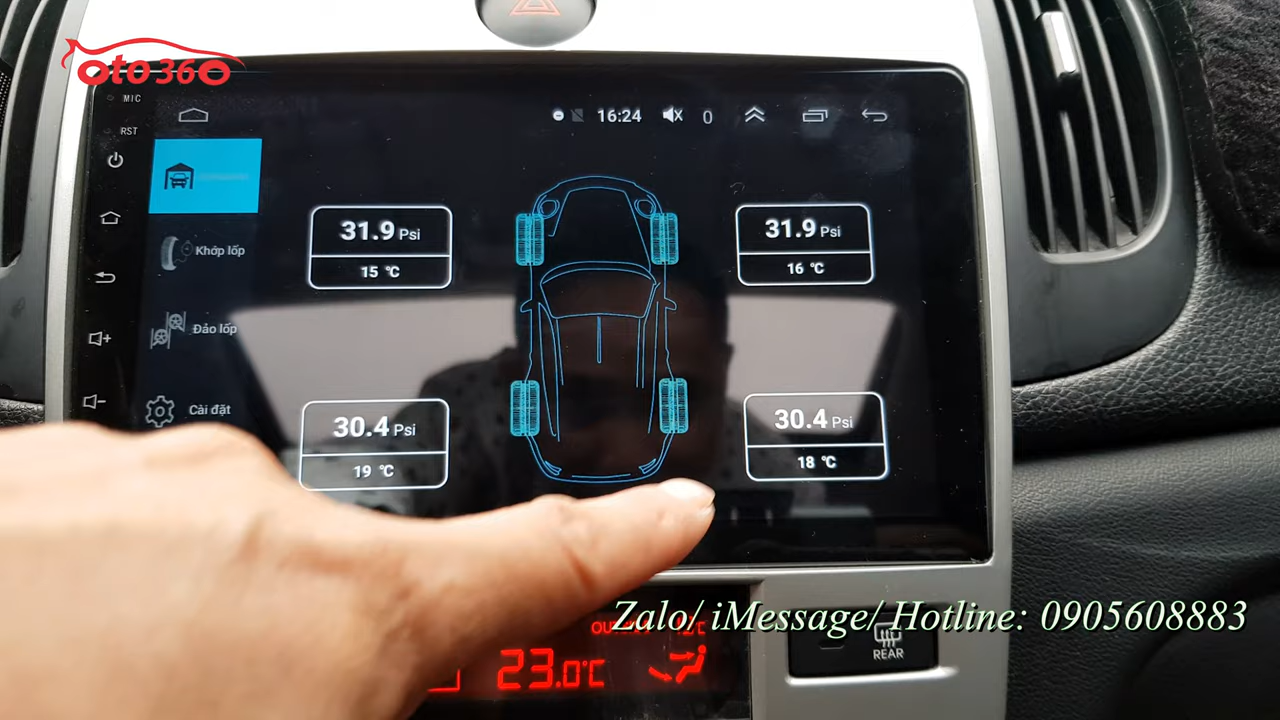 oto360
MIC
RST
16:24
0
31.9 Psi
15 °C
31.9 Psi
16 °C
Khớp lốp
Đảo lốp
Cài đặt
30.4 Psi
19 °C
30.4 Psi
18 °C
Zalo/ iMessage/ Hotline: 0905608883
23.0°C
REAR